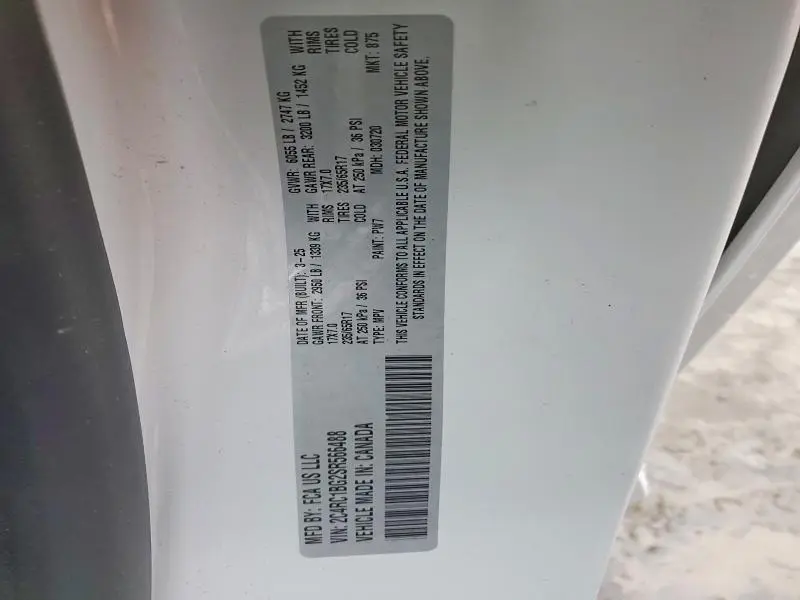 MFD BY: FCA US LLC
DATE OF MFR (BUILT): 3-25
GVWR: 6055 LB / 2747 KG
GAWR FRONT: 2950 LB / 1339 KG WITH
GAWR REAR: 3200 LB / 1452 KG WITH
17X7.0 RIMS
17X7.0 RIMS
235/65R17 TIRES
235/65R17 TIRES
AT 250 kPa / 36 PSI COLD
AT 250 kPa / 36 PSI COLD
VIN: 2C4RC1BG2SR566488
TYPE: MPV
PAINT: PW7
MDH: 030720
MKT: 875
VEHICLE MADE IN: CANADA
THIS VEHICLE CONFORMS TO ALL APPLICABLE U.S.A. FEDERAL MOTOR VEHICLE SAFETY
STANDARDS IN EFFECT ON THE DATE OF MANUFACTURE SHOWN ABOVE.